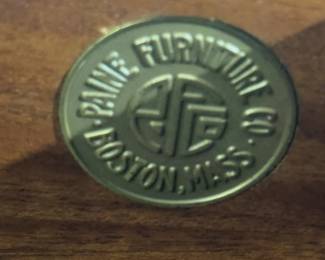 ·PAINE FURNITURE CO·
BOSTON, MASS